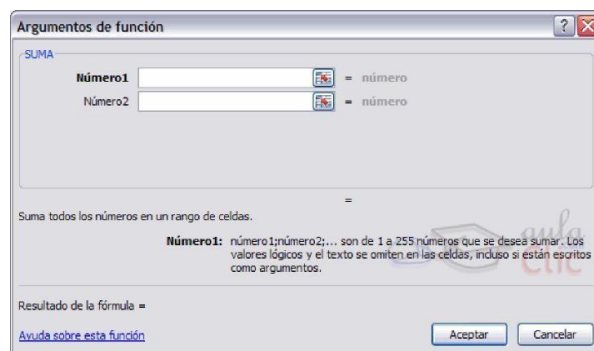 Argumentos de función
SUMA
Número1 = número
Número2 = número
=
Suma todos los números en un rango de celdas.
Número1: número1;número2;... son de 1 a 255 números que se desea sumar. Los
valores lógicos y el texto se omiten en las celdas, incluso si están escritos
como argumentos.
Resultado de la fórmula =
Ayuda sobre esta función
Aceptar Cancelar
aula
clic